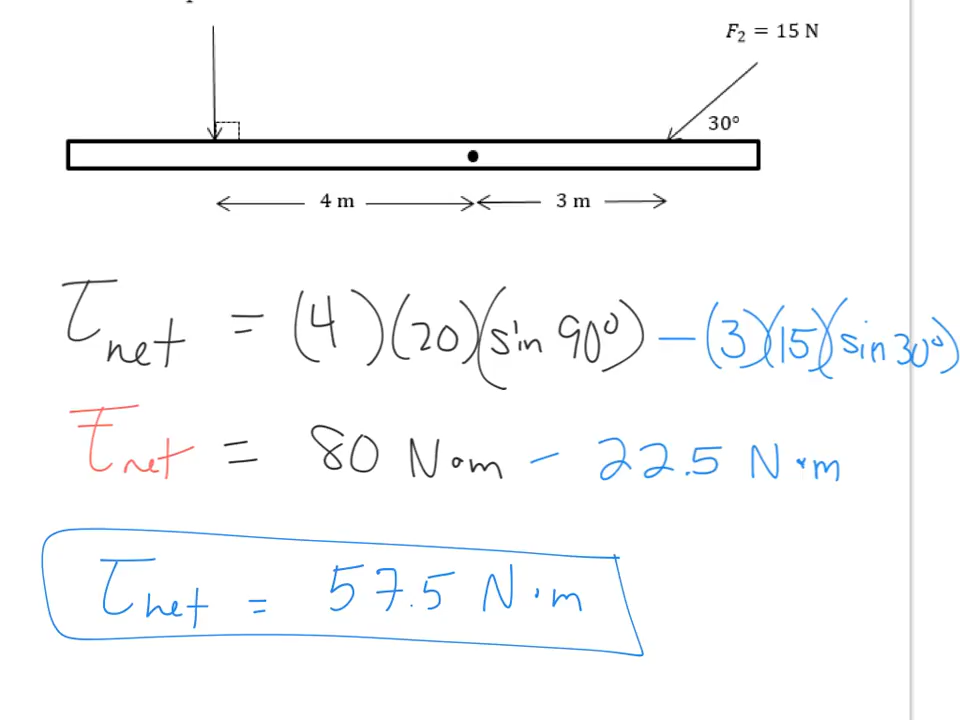 F₂ = 15 N
30°
4 m
3 m
τnet = (4)(20)(sin 90°) − (3)(15)(sin 30°)
τnet = 80 N·m − 22.5 N·m
τnet = 57.5 N·m